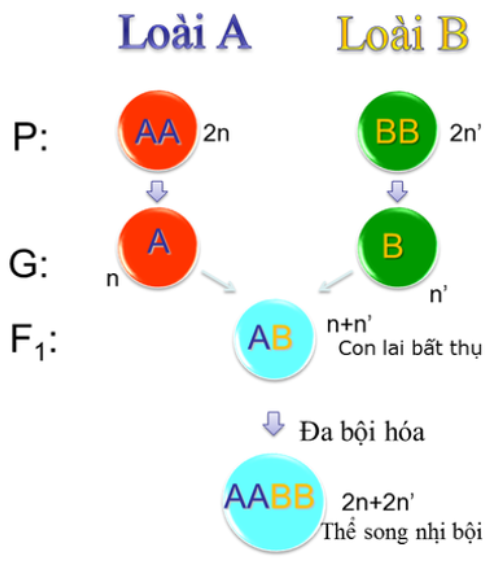 Loài A Loài B
P: AA 2n BB 2n’
G: A n B n’
F1: AB n+n’
Con lai bất thụ
Đa bội hóa
AABB 2n+2n’
Thể song nhị bội